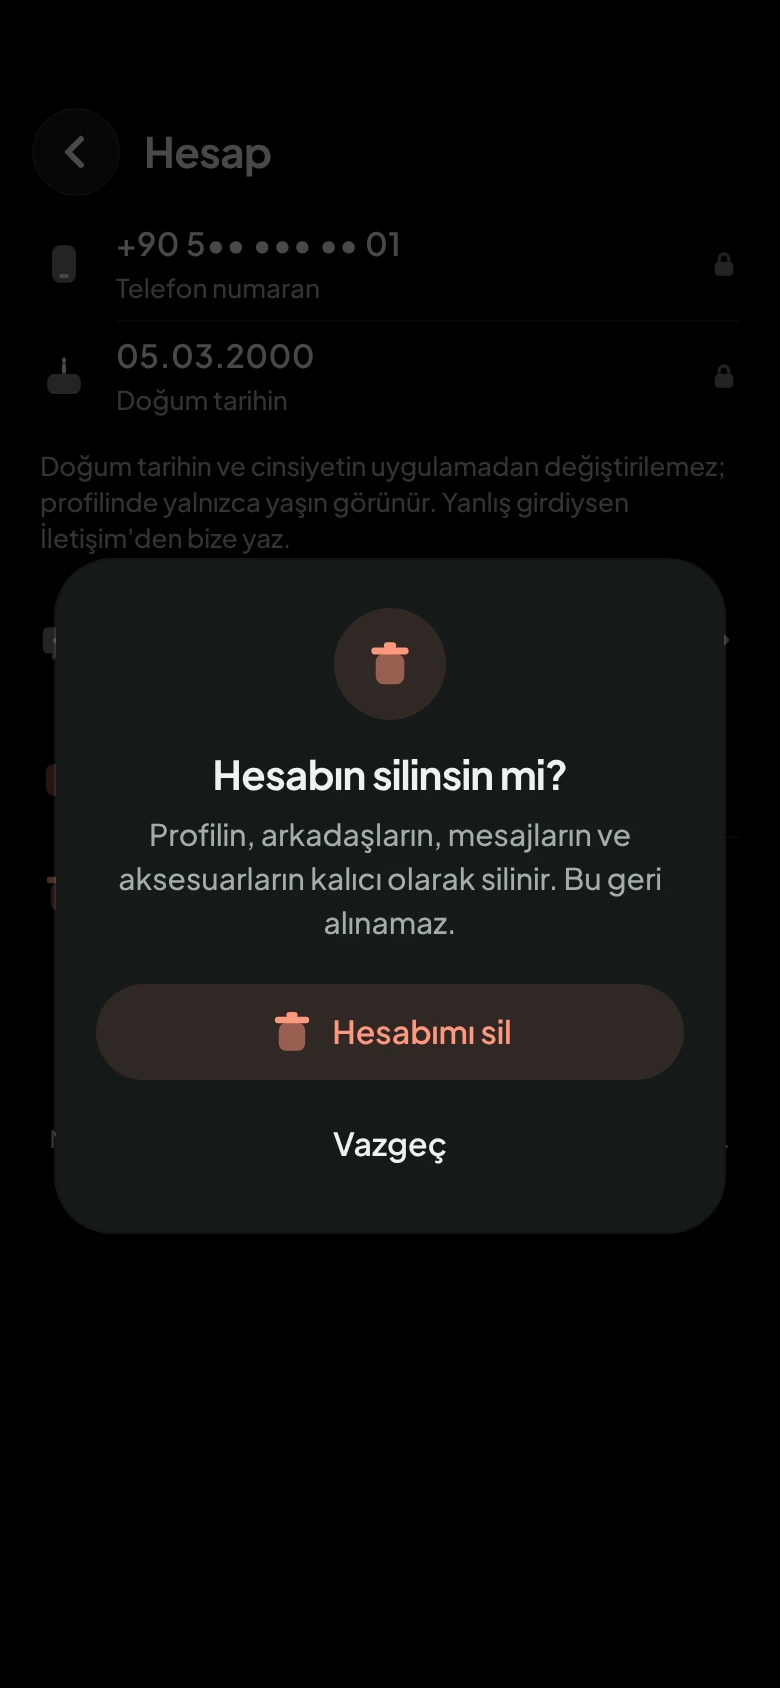 Hesap
+90 5•• ••• •• 01
Telefon numaran
05.03.2000
Doğum tarihin
Doğum tarihin ve cinsiyetin uygulamadan değiştirilemez;
profilinde yalnızca yaşın görünür. Yanlış girdiysen
İletişim'den bize yaz.
Hesabın silinsin mi?
Profilin, arkadaşların, mesajların ve
aksesuarların kalıcı olarak silinir. Bu geri
alınamaz.
Hesabımı sil
Vazgeç